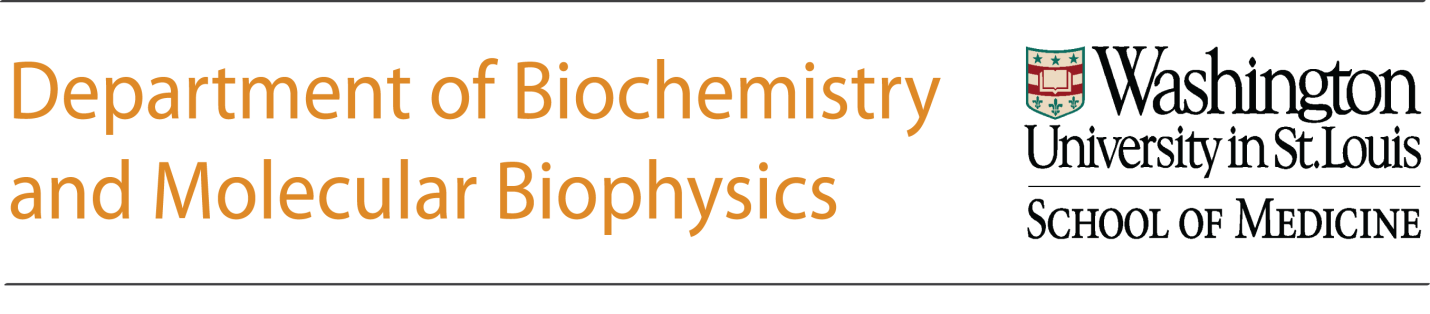 Department of Biochemistry
and Molecular Biophysics
Washington
University in St.Louis
SCHOOL OF MEDICINE